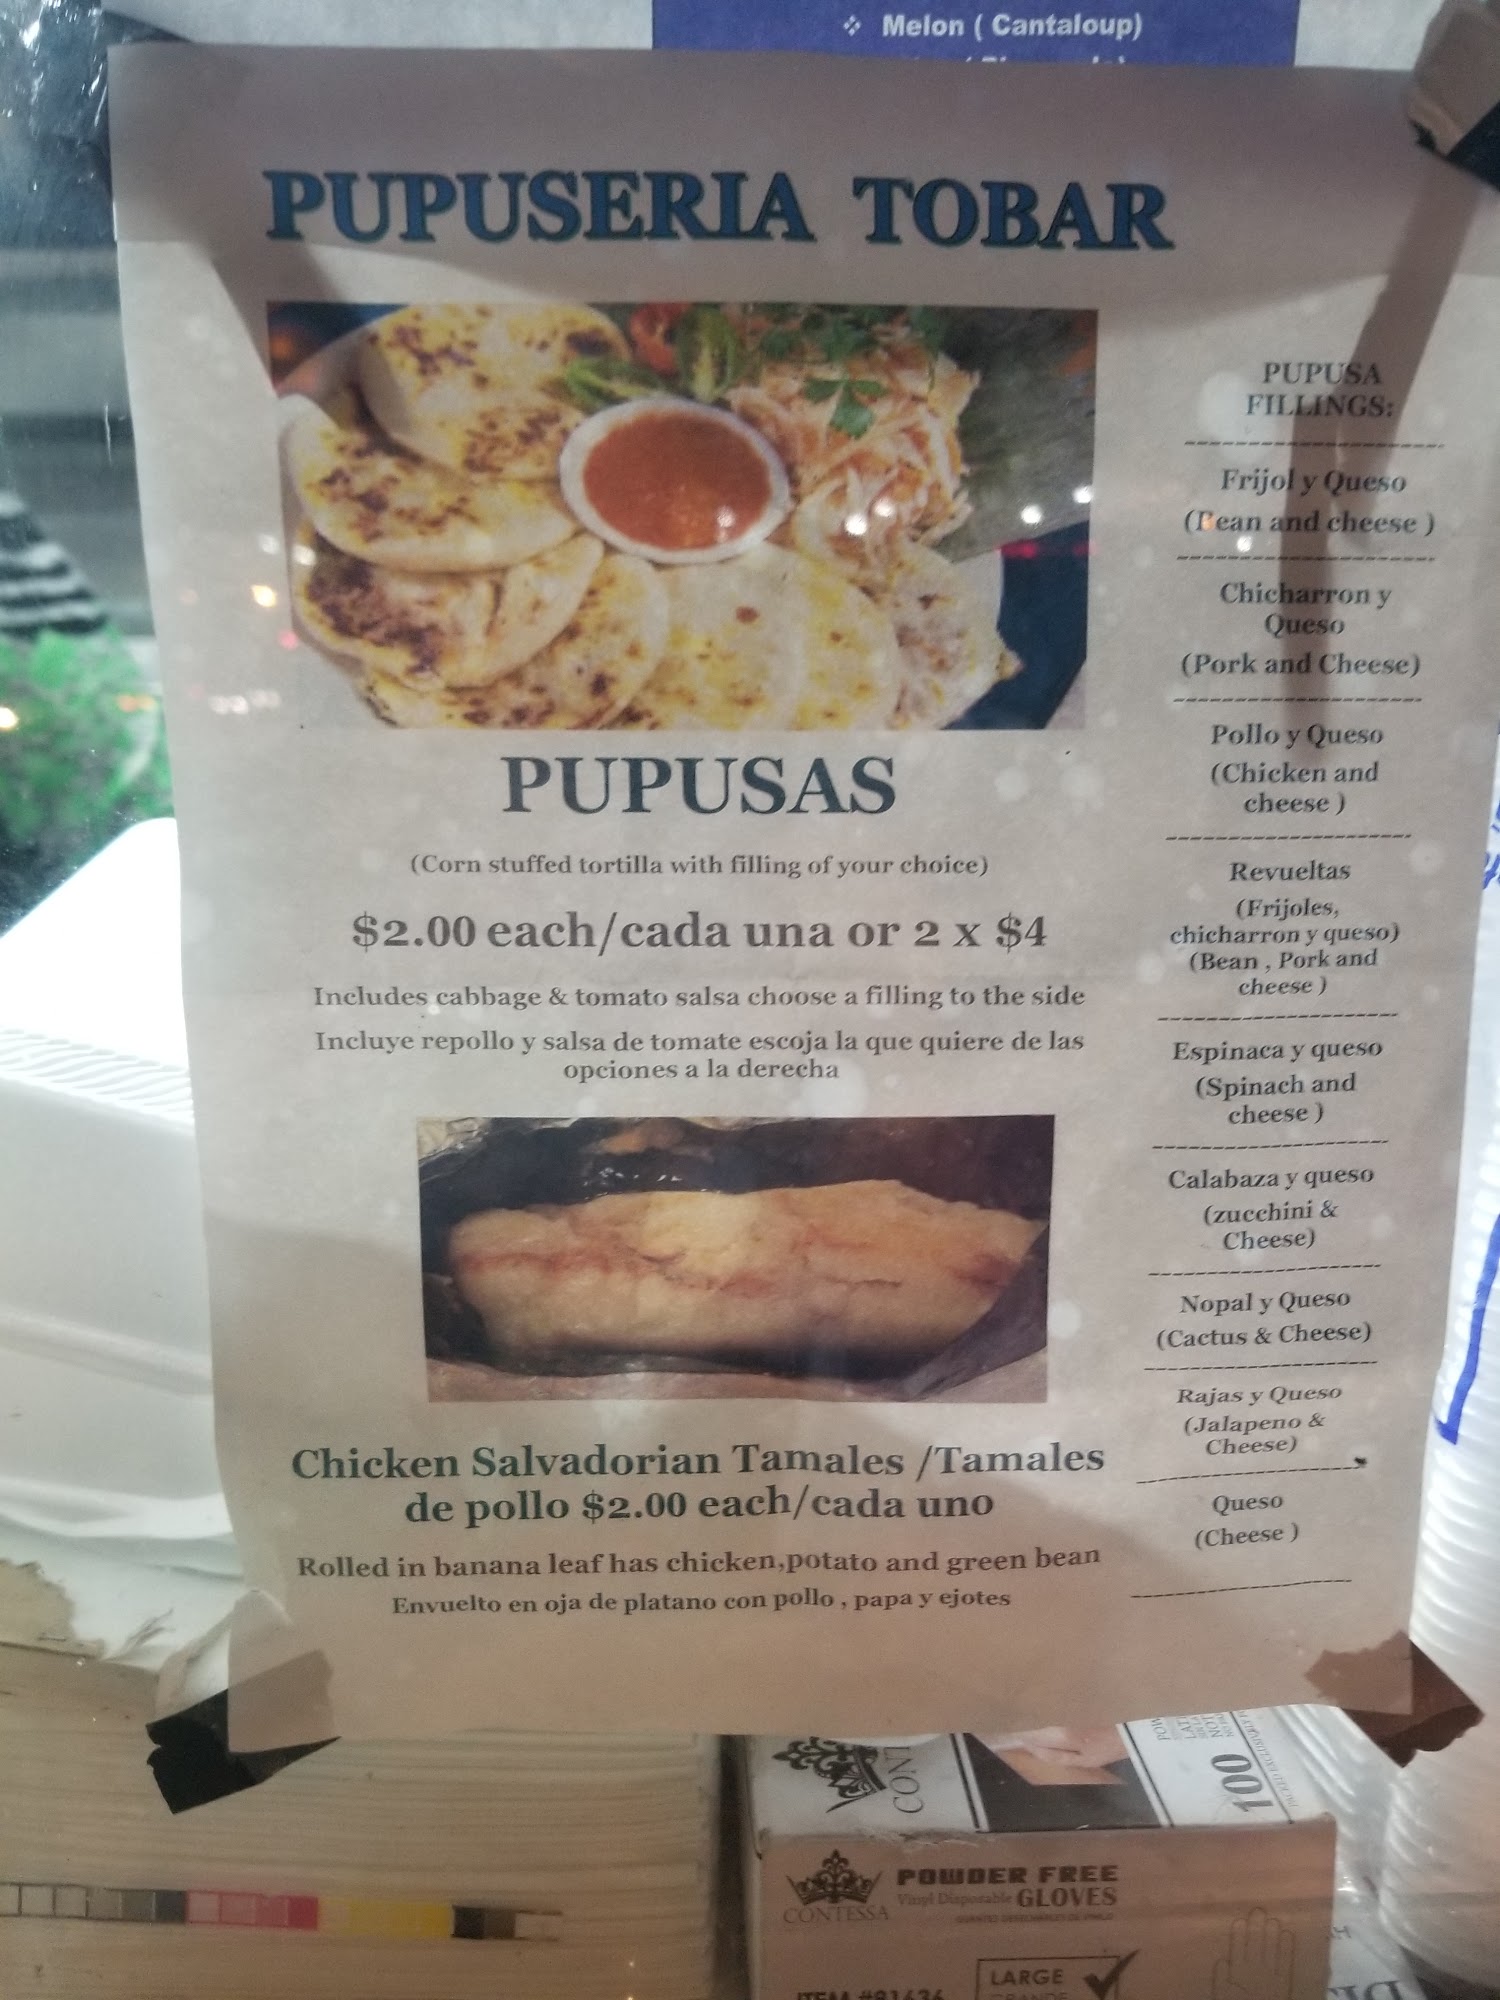 ❖ Melon ( Cantaloup)
PUPUSERIA TOBAR
PUPUSAS
(Corn stuffed tortilla with filling of your choice)
$2.00 each/cada una or 2 x $4
Includes cabbage & tomato salsa choose a filling to the side
Incluye repollo y salsa de tomate escoja la que quiere de las
opciones a la derecha
Chicken Salvadorian Tamales /Tamales
de pollo $2.00 each/cada uno
Rolled in banana leaf has chicken,potato and green bean
Envuelto en oja de platano con pollo , papa y ejotes
PUPUSA
FILLINGS:
Frijol y Queso
(Bean and cheese )
Chicharron y
Queso
(Pork and Cheese)
Pollo y Queso
(Chicken and
cheese )
Revueltas
(Frijoles,
chicharron y queso)
(Bean , Pork and
cheese )
Espinaca y queso
(Spinach and
cheese )
Calabaza y queso
(zucchini &
Cheese)
Nopal y Queso
(Cactus & Cheese)
Rajas y Queso
(Jalapeno &
Cheese)
Queso
(Cheese )
100
CONTESSA
POWDER FREE
Vinyl Disposable GLOVES
LARGE
ITEM #81636